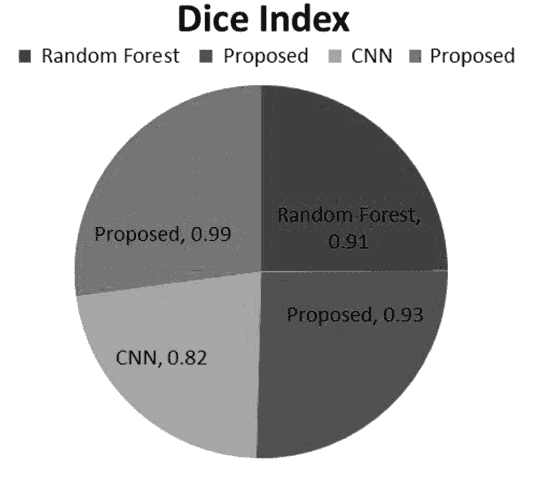 Dice Index
Random Forest Proposed CNN Proposed
Proposed, 0.99
Random Forest,
0.91
Proposed, 0.93
CNN, 0.82